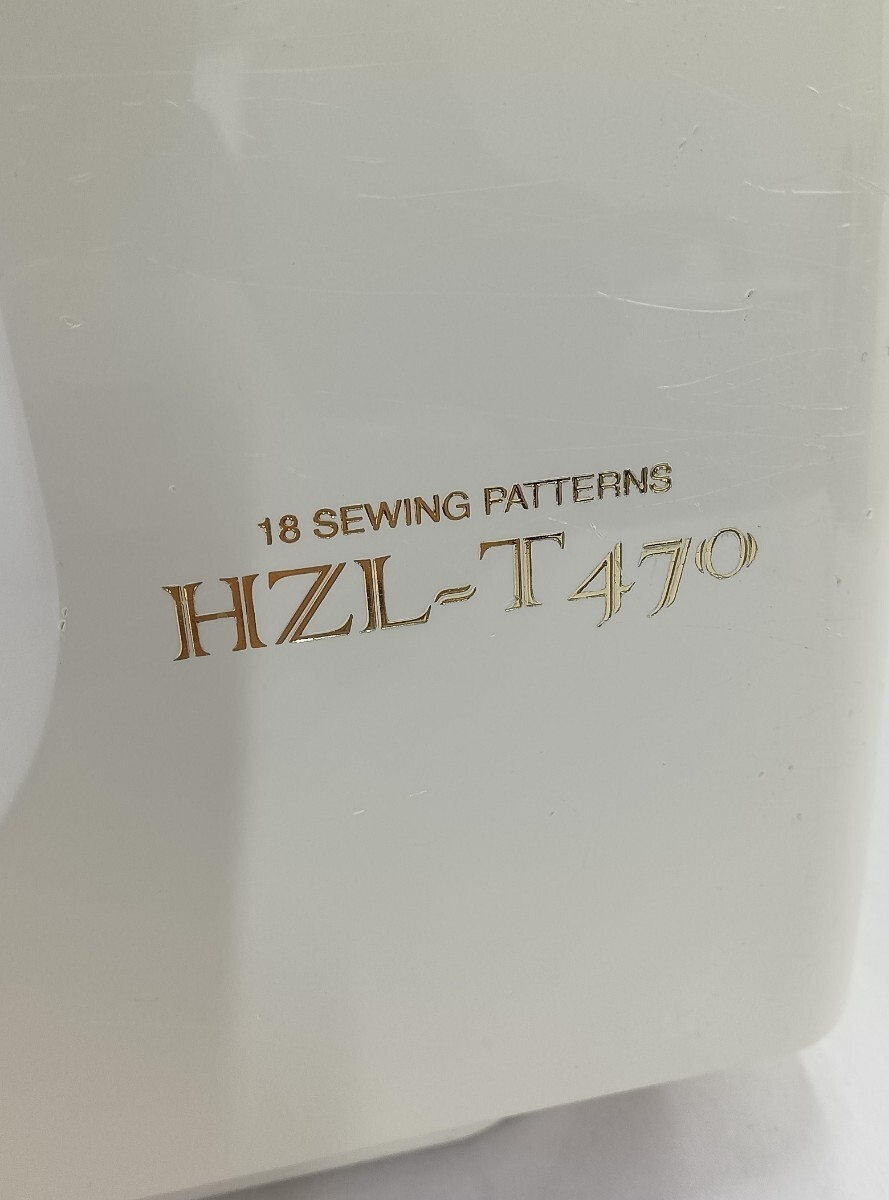 18 SEWING PATTERNS
HZL-T470